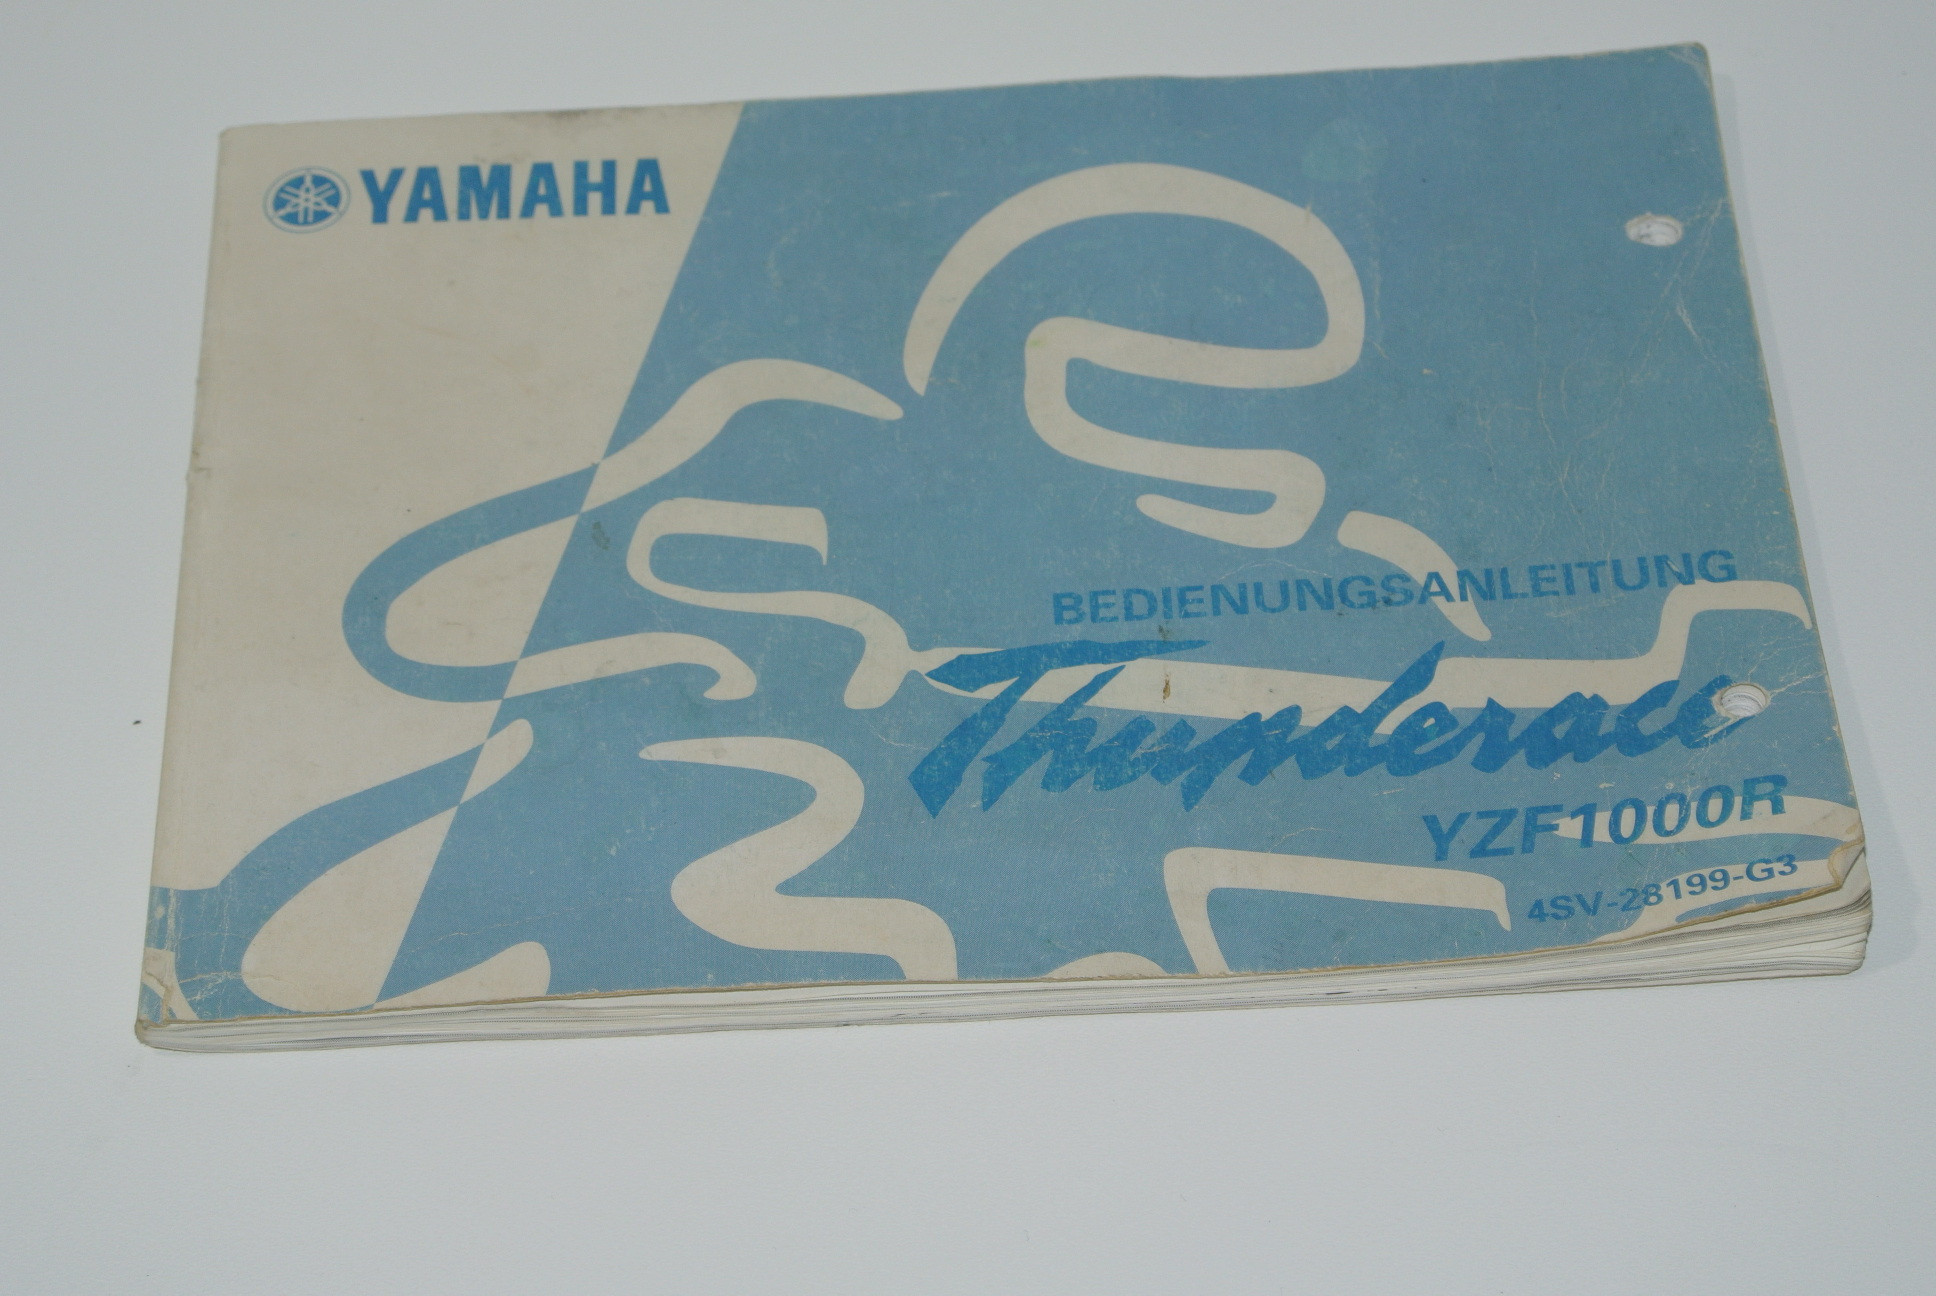 YAMAHA
BEDIENUNGSANLEITUNG
Thunderace
YZF1000R
4SV-28199-G3